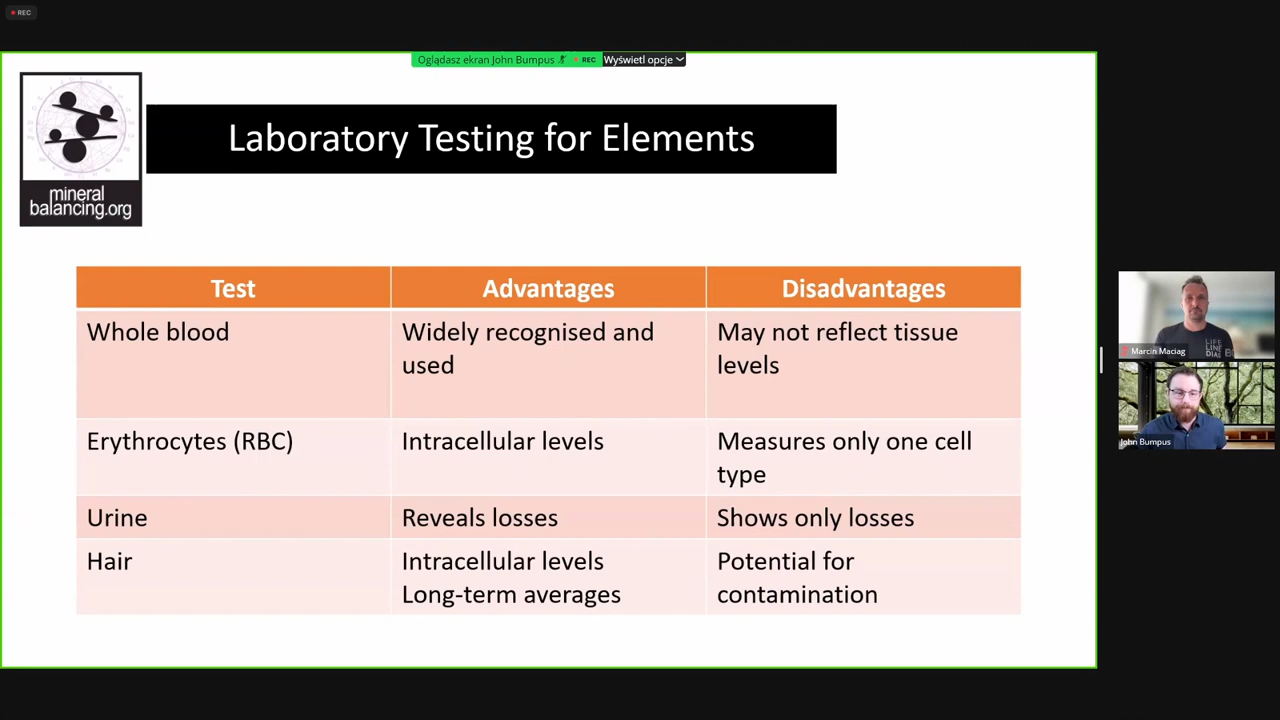 REC
Oglądasz ekran John Bumpus
REC
Wyświetl opcje
mineral
balancing.org
Laboratory Testing for Elements
Test
Advantages
Disadvantages
Whole blood
Widely recognised and
used
May not reflect tissue
levels
Erythrocytes (RBC)
Intracellular levels
Measures only one cell
type
Urine
Reveals losses
Shows only losses
Hair
Intracellular levels
Long-term averages
Potential for
contamination
LIFE
LINE
DIAG
Marcin Maciag
John Bumpus